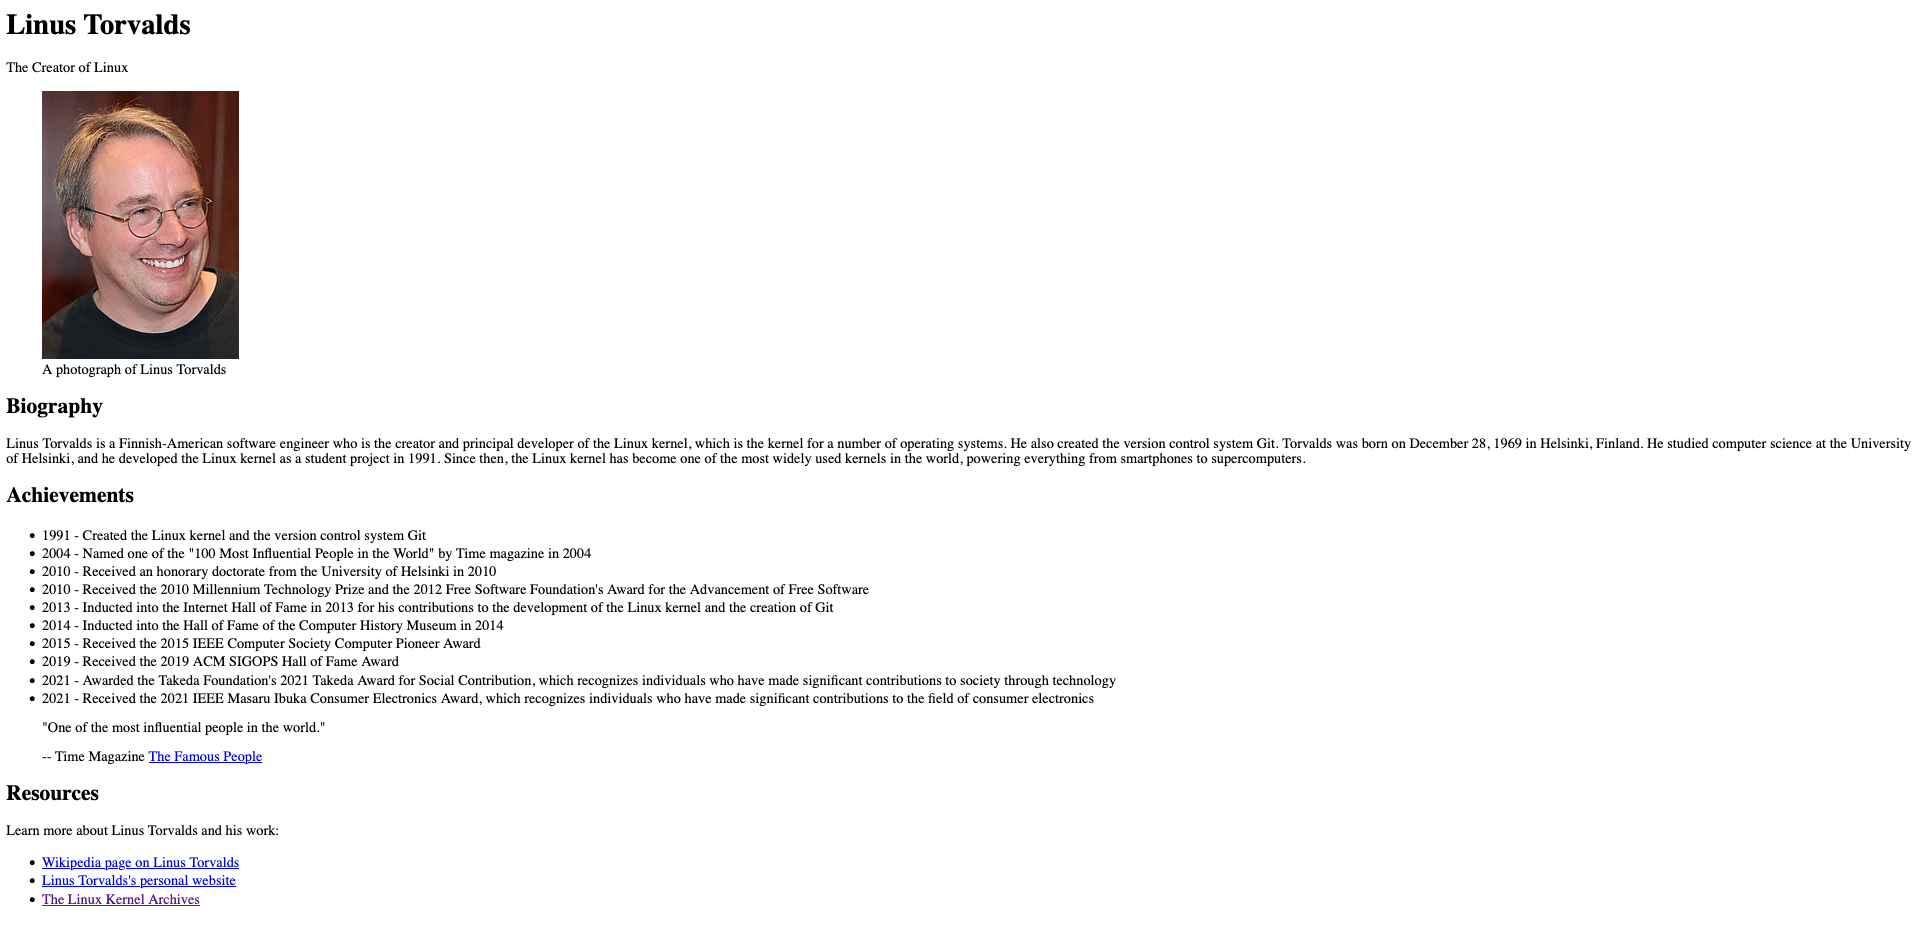 Linus Torvalds
The Creator of Linux
A photograph of Linus Torvalds
Biography
Linus Torvalds is a Finnish-American software engineer who is the creator and principal developer of the Linux kernel, which is the kernel for a number of operating systems. He also created the version control system Git. Torvalds was born on December 28, 1969 in Helsinki, Finland. He studied computer science at the University
of Helsinki, and he developed the Linux kernel as a student project in 1991. Since then, the Linux kernel has become one of the most widely used kernels in the world, powering everything from smartphones to supercomputers.
Achievements
• 1991 - Created the Linux kernel and the version control system Git
• 2004 - Named one of the "100 Most Influential People in the World" by Time magazine in 2004
• 2010 - Received an honorary doctorate from the University of Helsinki in 2010
• 2010 - Received the 2010 Millennium Technology Prize and the 2012 Free Software Foundation's Award for the Advancement of Free Software
• 2013 - Inducted into the Internet Hall of Fame in 2013 for his contributions to the development of the Linux kernel and the creation of Git
• 2014 - Inducted into the Hall of Fame of the Computer History Museum in 2014
• 2015 - Received the 2015 IEEE Computer Society Computer Pioneer Award
• 2019 - Received the 2019 ACM SIGOPS Hall of Fame Award
• 2021 - Awarded the Takeda Foundation's 2021 Takeda Award for Social Contribution, which recognizes individuals who have made significant contributions to society through technology
• 2021 - Received the 2021 IEEE Masaru Ibuka Consumer Electronics Award, which recognizes individuals who have made significant contributions to the field of consumer electronics
"One of the most influential people in the world."
-- Time Magazine The Famous People
Resources
Learn more about Linus Torvalds and his work:
• Wikipedia page on Linus Torvalds
• Linus Torvalds's personal website
• The Linux Kernel Archives